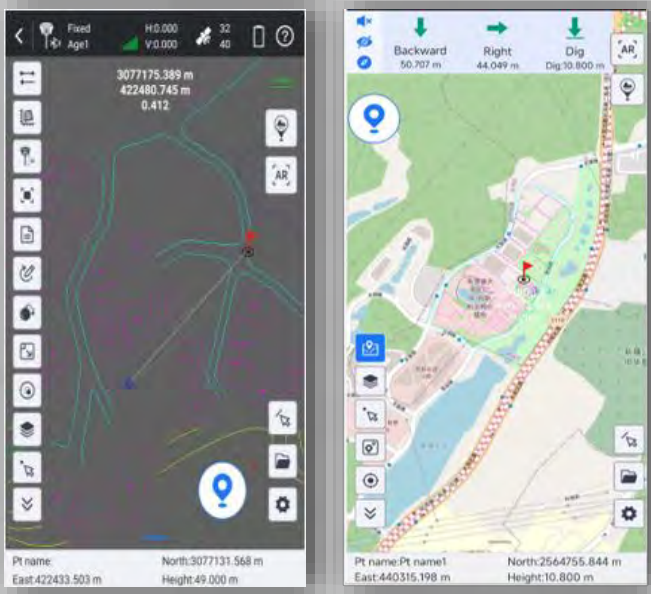 Fixed
Age1
H:0.000
V:0.000
32
40
3077175.389 m
422480.745 m
0.412
AR
Pt name:
North:3077131.568 m
East:422433.503 m
Height:49.000 m
Backward
50.707 m
Right
44.049 m
Dig
Dig:10.800 m
AR
Pt name:Pt name1
North:2564755.844 m
East:440315.198 m
Height:10.800 m